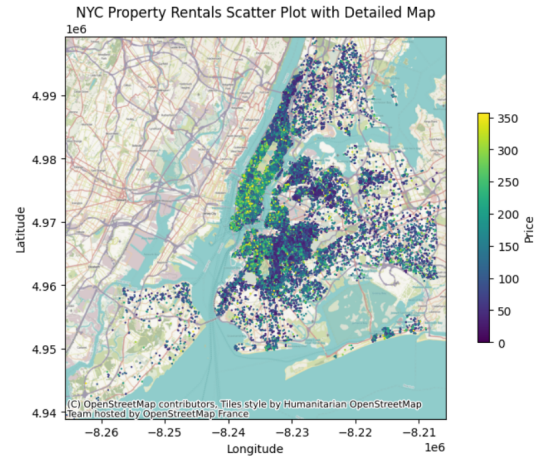 NYC Property Rentals Scatter Plot with Detailed Map
1e6
4.99
4.98
4.97
4.96
4.95
4.94
Latitude
(C) OpenStreetMap contributors, Tiles style by Humanitarian OpenStreetMap
Team hosted by OpenStreetMap France
−8.26
−8.25
−8.24
−8.23
−8.22
−8.21
1e6
Longitude
350
300
250
200
150
100
50
0
Price